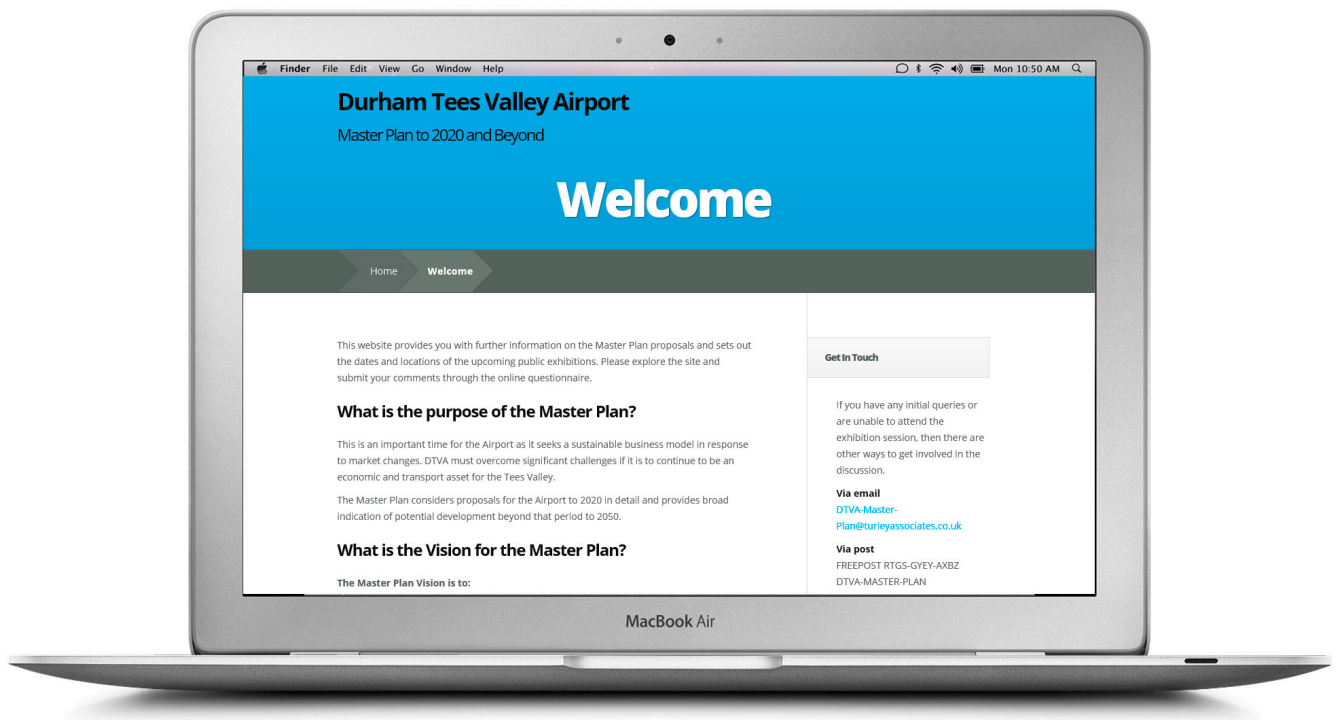 Finder File Edit View Go Window Help Mon 10:50 AM
Durham Tees Valley Airport
Master Plan to 2020 and Beyond
Welcome
Home Welcome
This website provides you with further information on the Master Plan proposals and sets out
the dates and locations of the upcoming public exhibitions. Please explore the site and
submit your comments through the online questionnaire.
What is the purpose of the Master Plan?
This is an important time for the Airport as it seeks a sustainable business model in response
to market changes. DTVA must overcome significant challenges if it is to continue to be an
economic and transport asset for the Tees Valley.
The Master Plan considers proposals for the Airport to 2020 in detail and provides broad
indication of potential development beyond that period to 2050.
What is the Vision for the Master Plan?
The Master Plan Vision is to:
Get In Touch
If you have any initial queries or
are unable to attend the
exhibition session, then there are
other ways to get involved in the
discussion.
Via email
DTVA-Master-
Plan@turleyassociates.co.uk
Via post
FREEPOST RTGS-GYEY-AXBZ
DTVA-MASTER-PLAN
MacBook Air